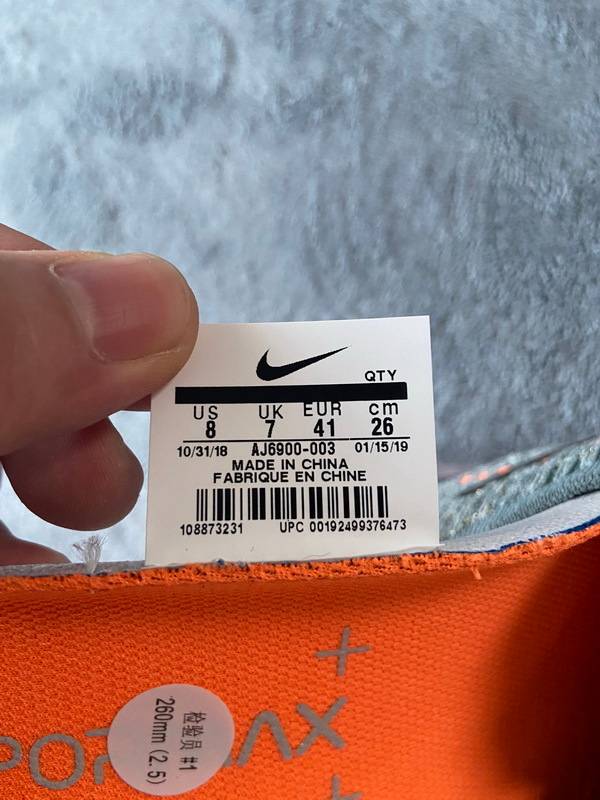 QTY
US UK EUR cm
8 7 41 26
10/31/18 AJ6900-003 01/15/19
MADE IN CHINA
FABRIQUE EN CHINE
108873231 UPC 00192499376473
检验员 #1
260mm (2.5)